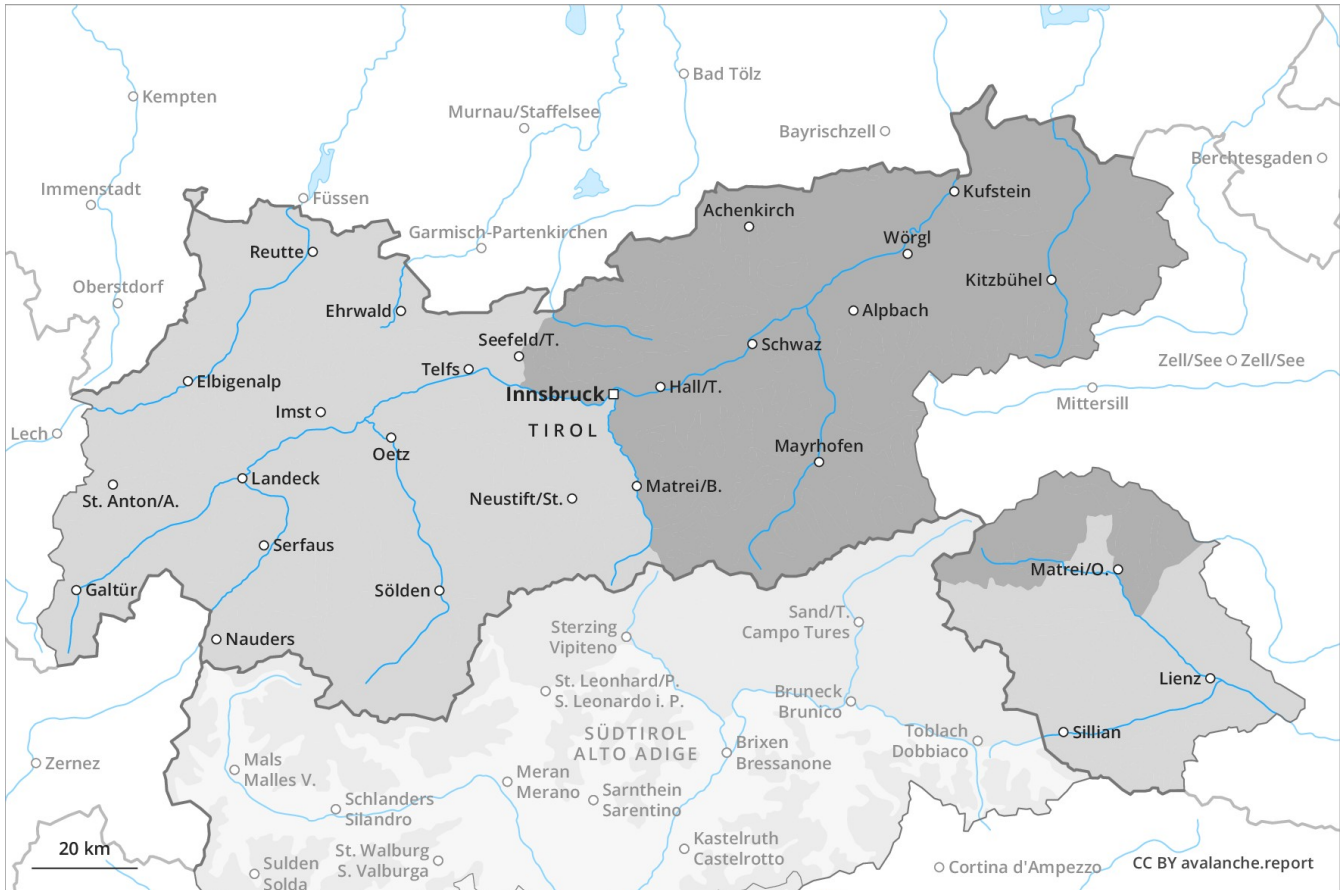 Bad Tölz
Kempten
Murnau/Staffelsee
Bayrischzell
Berchtesgaden
Immenstadt
Füssen
Kufstein
Achenkirch
Garmisch-Partenkirchen
Wörgl
Reutte
Kitzbühel
Oberstdorf
Ehrwald
Alpbach
Seefeld/T.
Schwaz
Zell/See
Zell/See
Telfs
Elbigenalp
Hall/T.
Innsbruck
Mittersill
Imst
TIROL
Lech
Mayrhofen
Oetz
Landeck
St. Anton/A.
Neustift/St.
Matrei/B.
Serfaus
Matrei/O.
Galtür
Sölden
Sand/T.
Campo Tures
Nauders
Sterzing
Vipiteno
Lienz
St. Leonhard/P.
S. Leonardo i. P.
Bruneck
Brunico
Toblach
Dobbiaco
Sillian
SÜDTIROL
ALTO ADIGE
Brixen
Bressanone
Zernez
Mals
Malles V.
Meran
Merano
Sarnthein
Sarentino
Schlanders
Silandro
20 km
St. Walburg
S. Valburga
Kastelruth
Castelrotto
Sulden
Solda
Cortina d'Ampezzo
CC BY avalanche.report